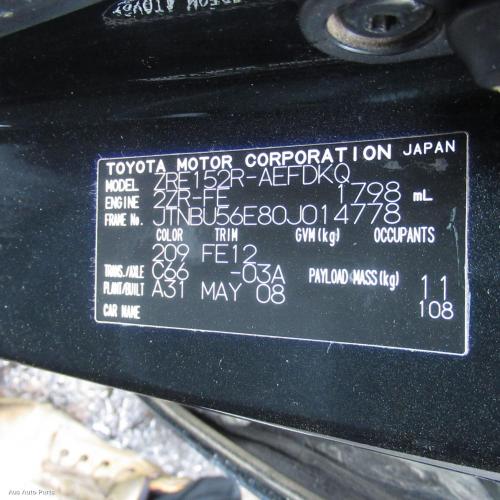 TOYOTA MOTOR CORPORATION JAPAN
MODEL ZRE152R-AEFDKQ
ENGINE 2ZR-FE 1798 mL
FRAME No. JTNBU56E80J014778
COLOR TRIM GVM(kg) OCCUPANTS
209 FE12
TRANS./AXLE C66 -03A PAYLOAD MASS(kg) 11
PLANT/BUILT A31 MAY 08 108
CAR NAME
Aus Auto Parts